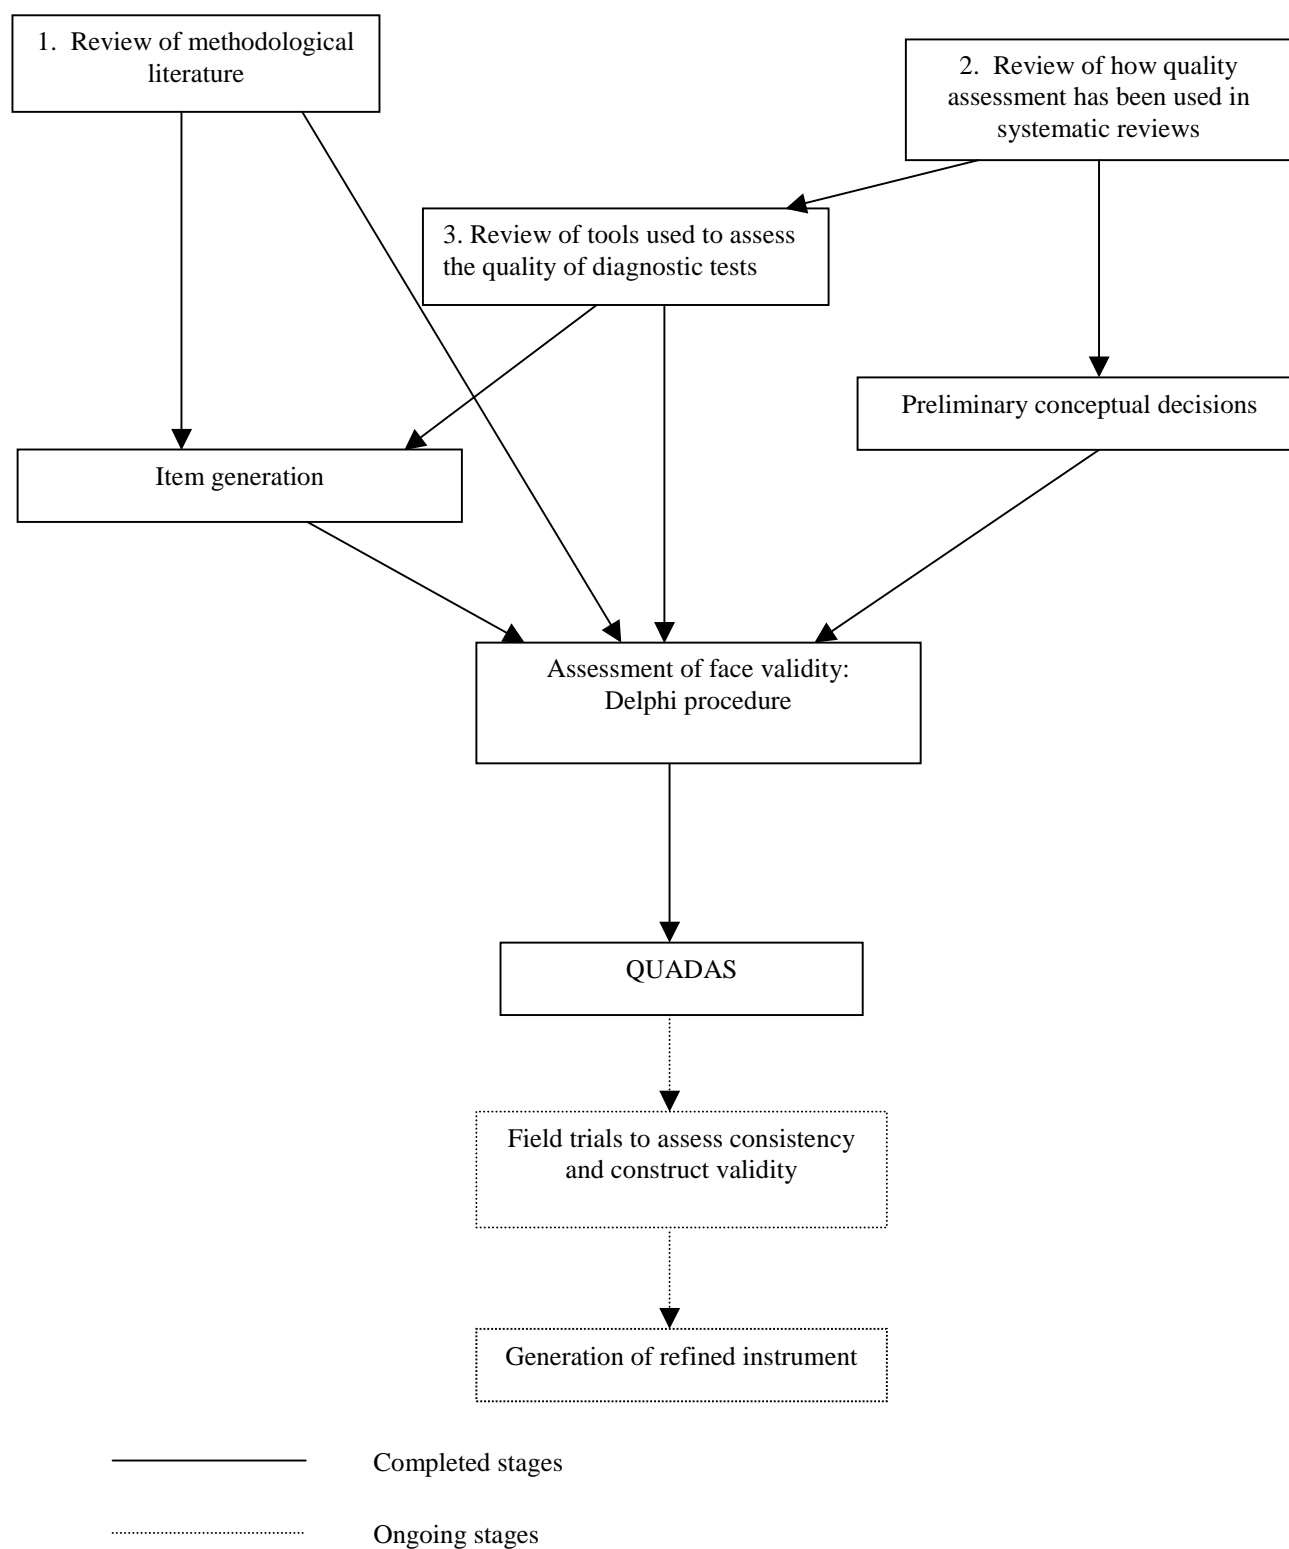 1. Review of methodological
literature
2. Review of how quality
assessment has been used in
systematic reviews
3. Review of tools used to assess
the quality of diagnostic tests
Preliminary conceptual decisions
Item generation
Assessment of face validity:
Delphi procedure
QUADAS
Field trials to assess consistency
and construct validity
Generation of refined instrument
Completed stages
Ongoing stages